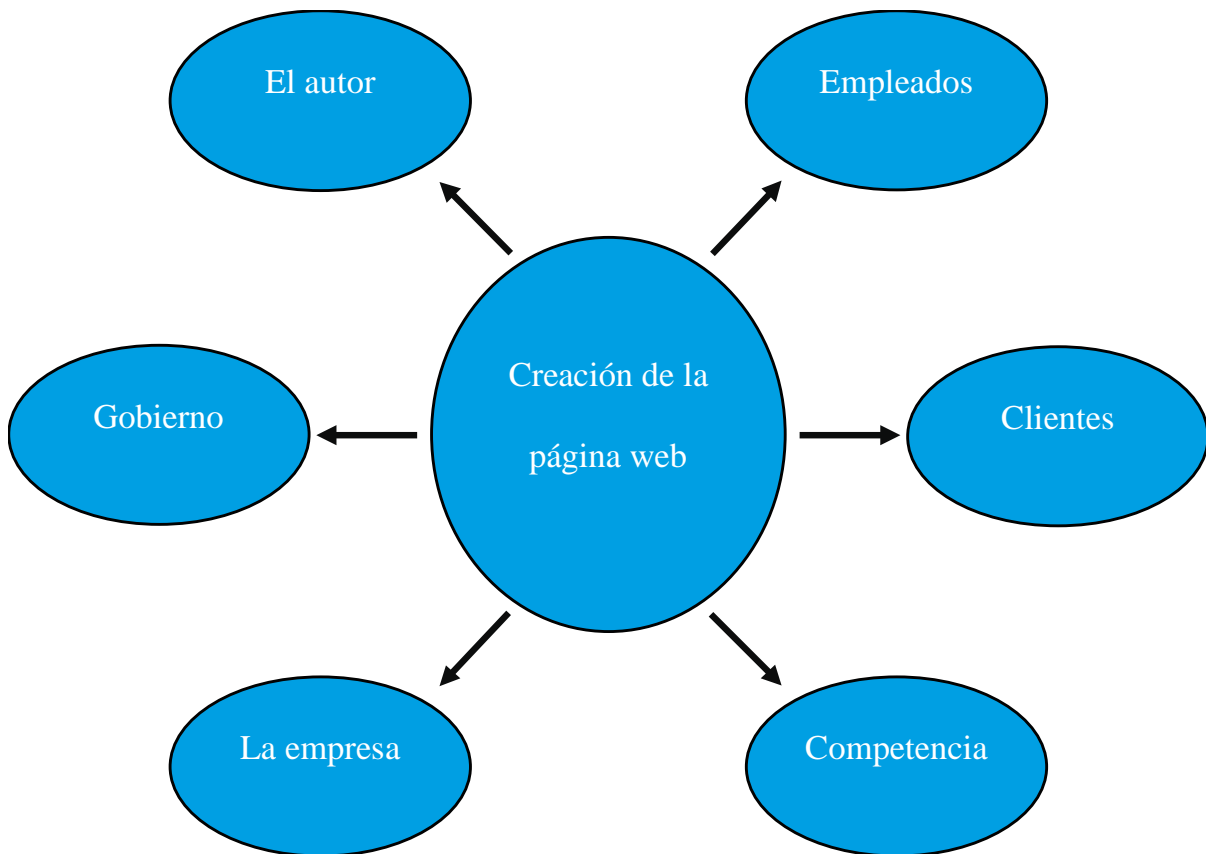 El autor
Empleados
Creación de la
página web
Gobierno
Clientes
La empresa
Competencia